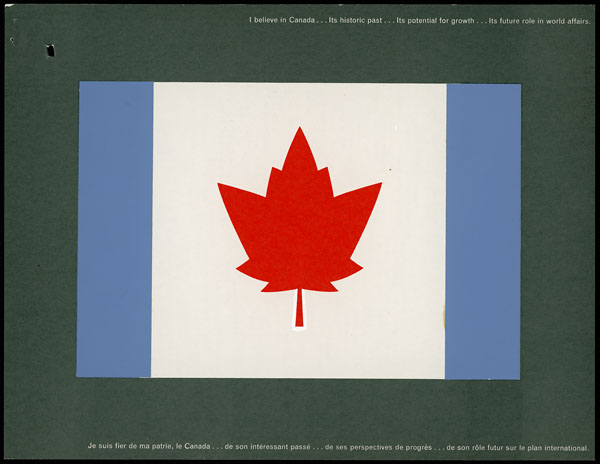 I believe in Canada . . . Its historic past . . . Its potential for growth . . . Its future role in world affairs.
Je suis fier de ma patrie, le Canada . . . de son intéressant passé . . . de ses perspectives de progrès . . . de son rôle futur sur le plan international.